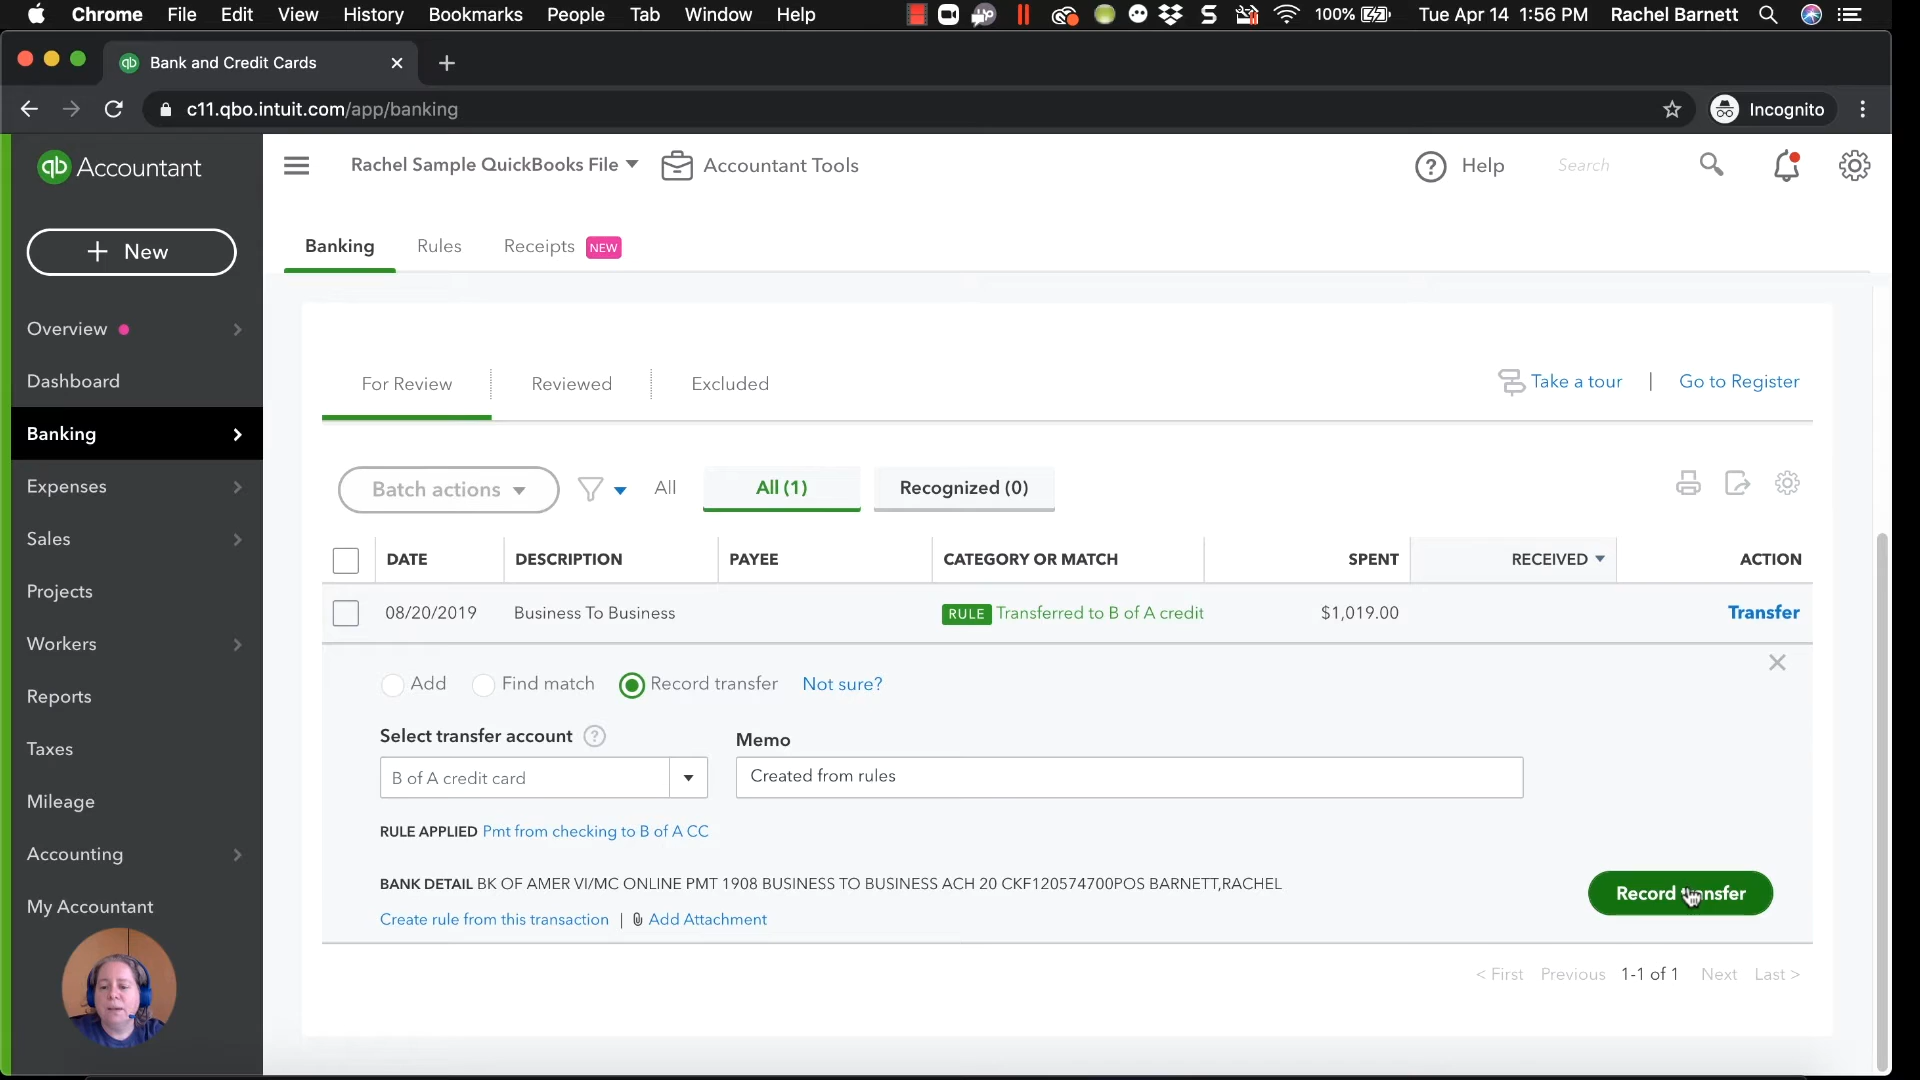 Chrome File Edit View History Bookmarks People Tab Window Help 100% Tue Apr 14 1:56 PM Rachel Barnett
Bank and Credit Cards
c11.qbo.intuit.com/app/banking Incognito
qb Accountant
Rachel Sample QuickBooks File Accountant Tools Help Search
New
Banking Rules Receipts NEW
Overview
Dashboard
Banking
Expenses
Sales
Projects
Workers
Reports
Taxes
Mileage
Accounting
My Accountant
For Review Reviewed Excluded Take a tour | Go to Register
Batch actions All All (1) Recognized (0)
DATE DESCRIPTION PAYEE CATEGORY OR MATCH SPENT RECEIVED ACTION
08/20/2019 Business To Business RULE Transferred to B of A credit $1,019.00 Transfer
Add Find match Record transfer Not sure?
Select transfer account ? Memo
B of A credit card Created from rules
RULE APPLIED Pmt from checking to B of A CC
BANK DETAIL BK OF AMER VI/MC ONLINE PMT 1908 BUSINESS TO BUSINESS ACH 20 CKF120574700POS BARNETT,RACHEL
Record transfer
Create rule from this transaction | Add Attachment
< First Previous 1-1 of 1 Next Last >